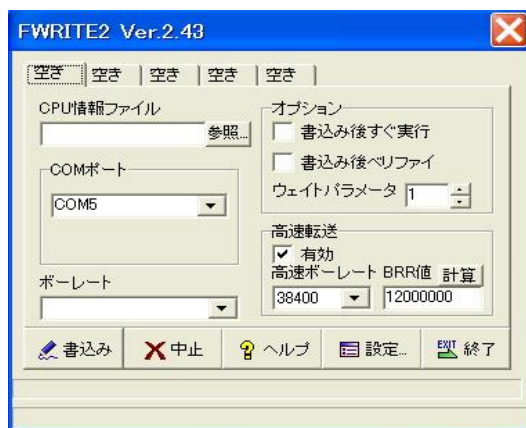 FWRITE2 Ver.2.43
空き 空き 空き 空き 空き
CPU情報ファイル
参照...
COMポート
COM5
ボーレート
オプション
書込み後すぐ実行
書込み後ベリファイ
ウェイトパラメータ 1
高速転送
有効
高速ボーレート BRR値 計算
38400 12000000
書込み 中止 ヘルプ 設定... EXIT 終了